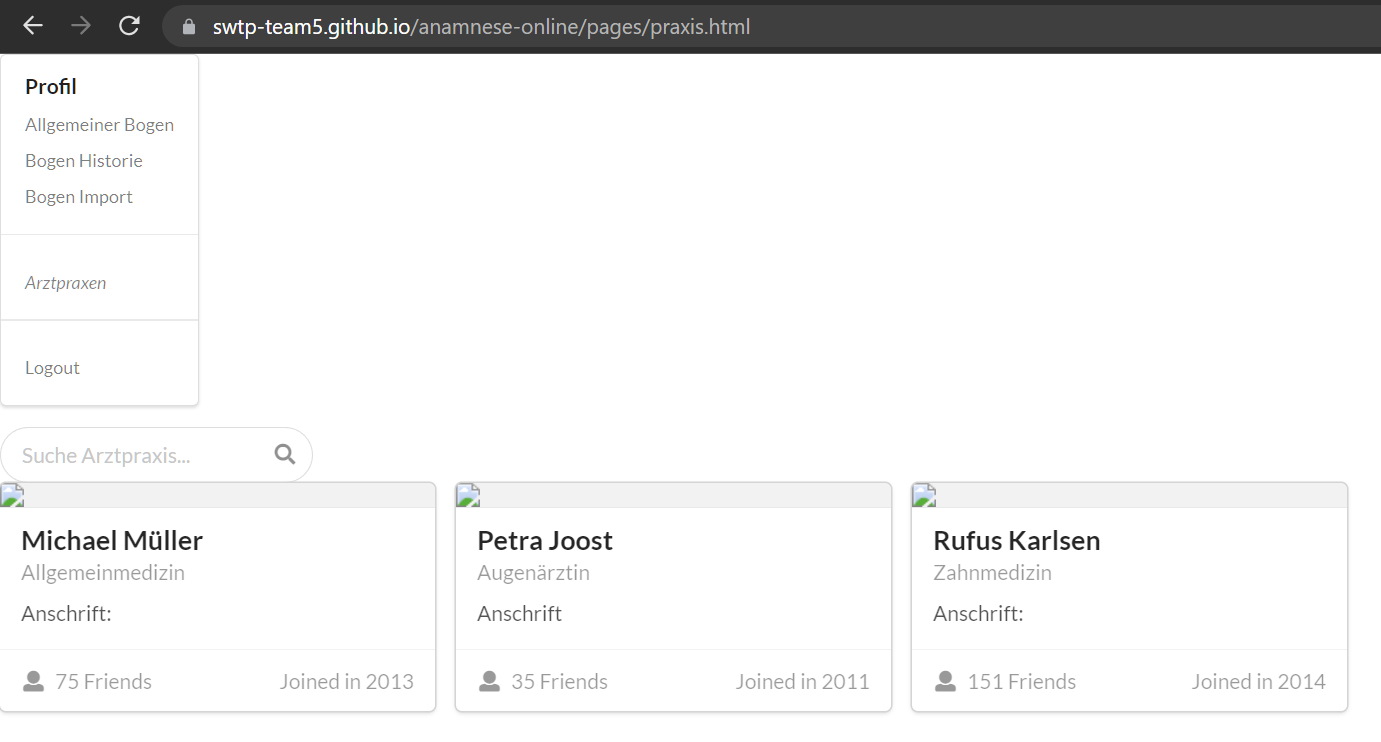 swtp-team5.github.io/anamnese-online/pages/praxis.html
Profil
Allgemeiner Bogen
Bogen Historie
Bogen Import
Arztpraxen
Logout
Suche Arztpraxis...
Michael Müller
Allgemeinmedizin
Anschrift:
75 Friends
Joined in 2013
Petra Joost
Augenärztin
Anschrift
35 Friends
Joined in 2011
Rufus Karlsen
Zahnmedizin
Anschrift:
151 Friends
Joined in 2014